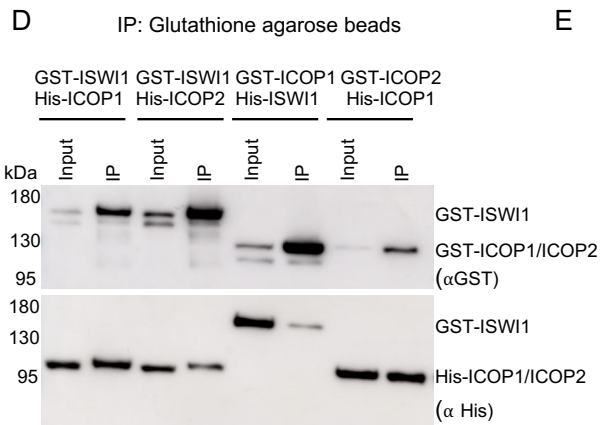 D
IP: Glutathione agarose beads
E
GST-ISWI1 GST-ISWI1 GST-ICOP1 GST-ICOP2
His-ICOP1 His-ICOP2 His-ISWI1 His-ICOP1
kDa Input IP Input IP Input IP Input IP
180
GST-ISWI1
130
GST-ICOP1/ICOP2
95
(αGST)
180
GST-ISWI1
130
95
His-ICOP1/ICOP2
(α His)